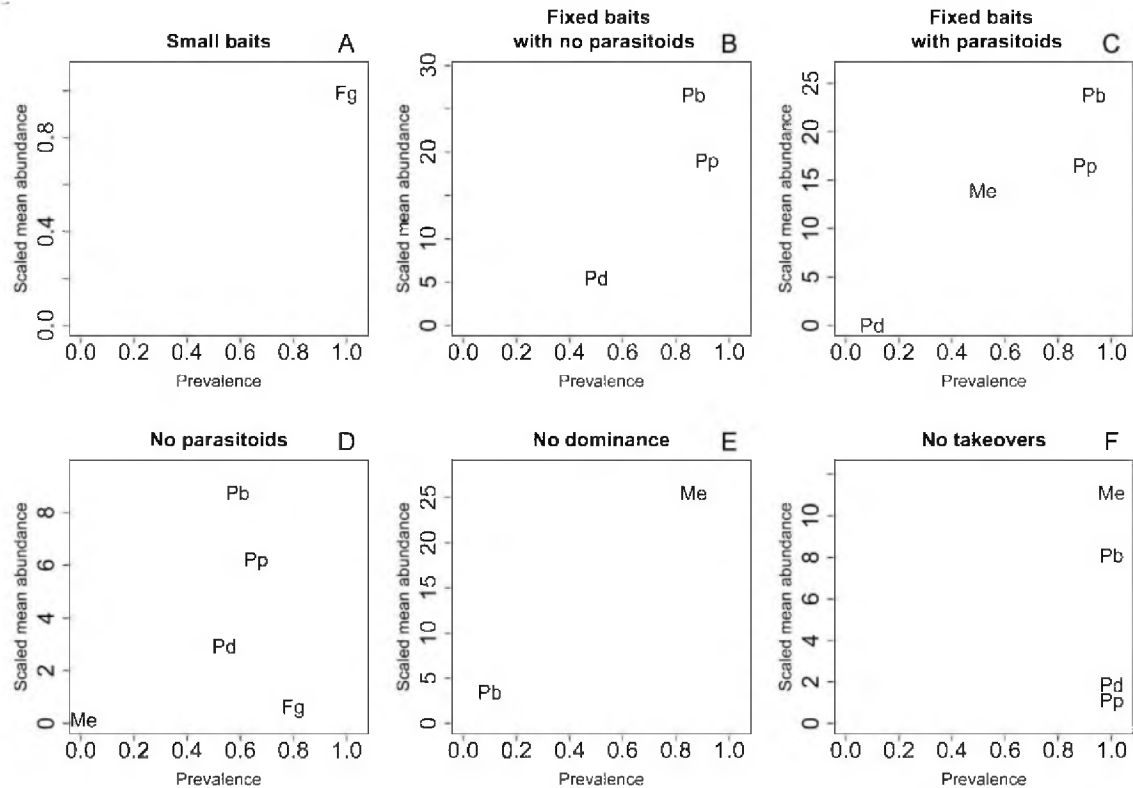 Small baits
A
Scaled mean abundance
0.8
0.4
0.0
Fg
0.0 0.2 0.4 0.6 0.8 1.0
Prevalence
Fixed baits
with no parasitoids
B
Scaled mean abundance
30
20
10
5
0
Pb
Pp
Pd
0.0 0.2 0.4 0.6 0.8 1.0
Prevalence
Fixed baits
with parasitoids
C
Scaled mean abundance
25
20
15
10
5
0
Pb
Pp
Me
Pd
0.0 0.2 0.4 0.6 0.8 1.0
Prevalence
No parasitoids
D
Scaled mean abundance
8
6
4
2
0
Pb
Pp
Pd
Fg
Me
0.0 0.2 0.4 0.6 0.8 1.0
Prevalence
No dominance
E
Scaled mean abundance
25
20
15
10
5
0
Me
Pb
0.0 0.2 0.4 0.6 0.8 1.0
Prevalence
No takeovers
F
Scaled mean abundance
10
8
6
4
2
0
Me
Pb
Pd
Pp
0.0 0.2 0.4 0.6 0.8 1.0
Prevalence